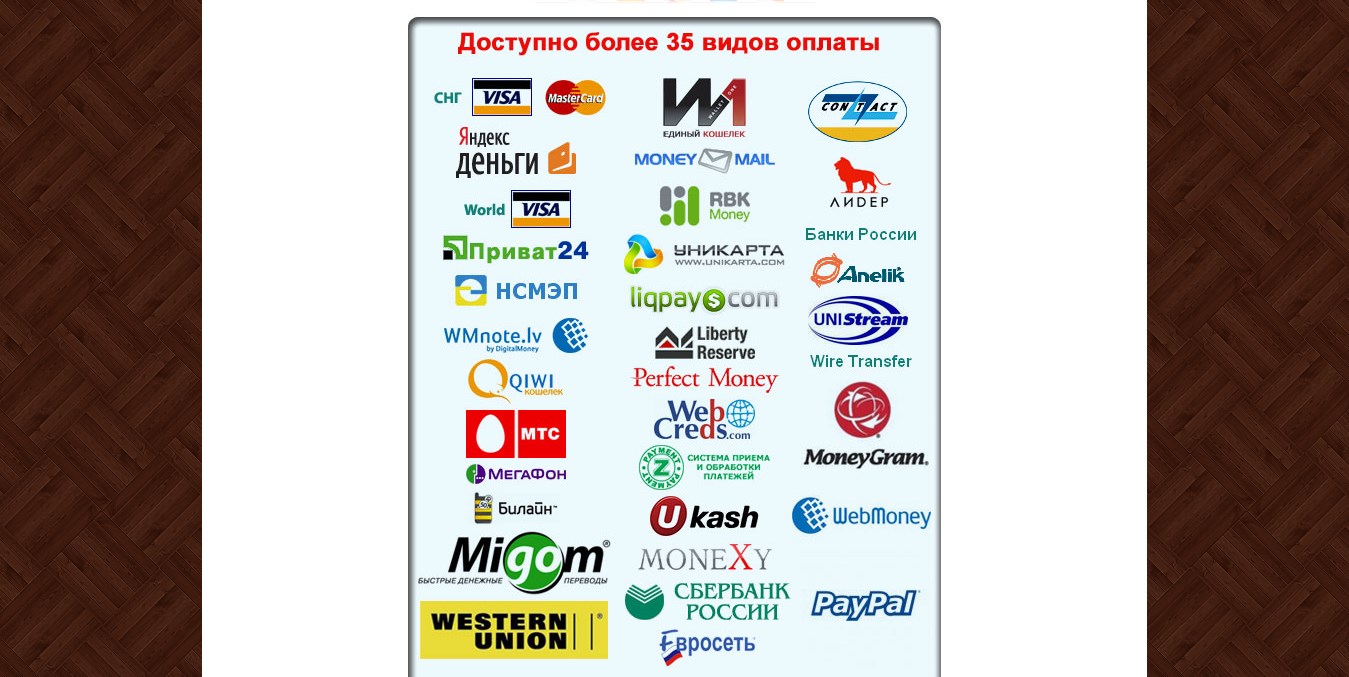 Доступно более 35 видов оплаты
СНГ VISA MasterCard
Яндекс
деньги
World VISA
Приват24
НСМЭП
WMnote.lv
by DigitalMoney
QIWI
КОШЕЛЕК
МТС
МЕГАФОН
Билайн™
Migom®
БЫСТРЫЕ ДЕНЕЖНЫЕ ПЕРЕВОДЫ
WESTERN
UNION ®
W1
WALLET ONE
ЕДИНЫЙ КОШЕЛЕК
MONEY MAIL
RBK
Money
УНИКАРТА
WWW.UNIKARTA.COM
liqpay$com
Liberty
Reserve
Perfect Money
Web
Creds.com
PAYMENT
Z
PAYMENT
СИСТЕМА ПРИЕМА
И ОБРАБОТКИ
ПЛАТЕЖЕЙ
Ukash
MONEXY
СБЕРБАНК
РОССИИ
Евросеть
CONTACT
ЛИДЕР
Банки России
Anelik
UNIStream
Wire Transfer
MoneyGram.
WebMoney
PayPal